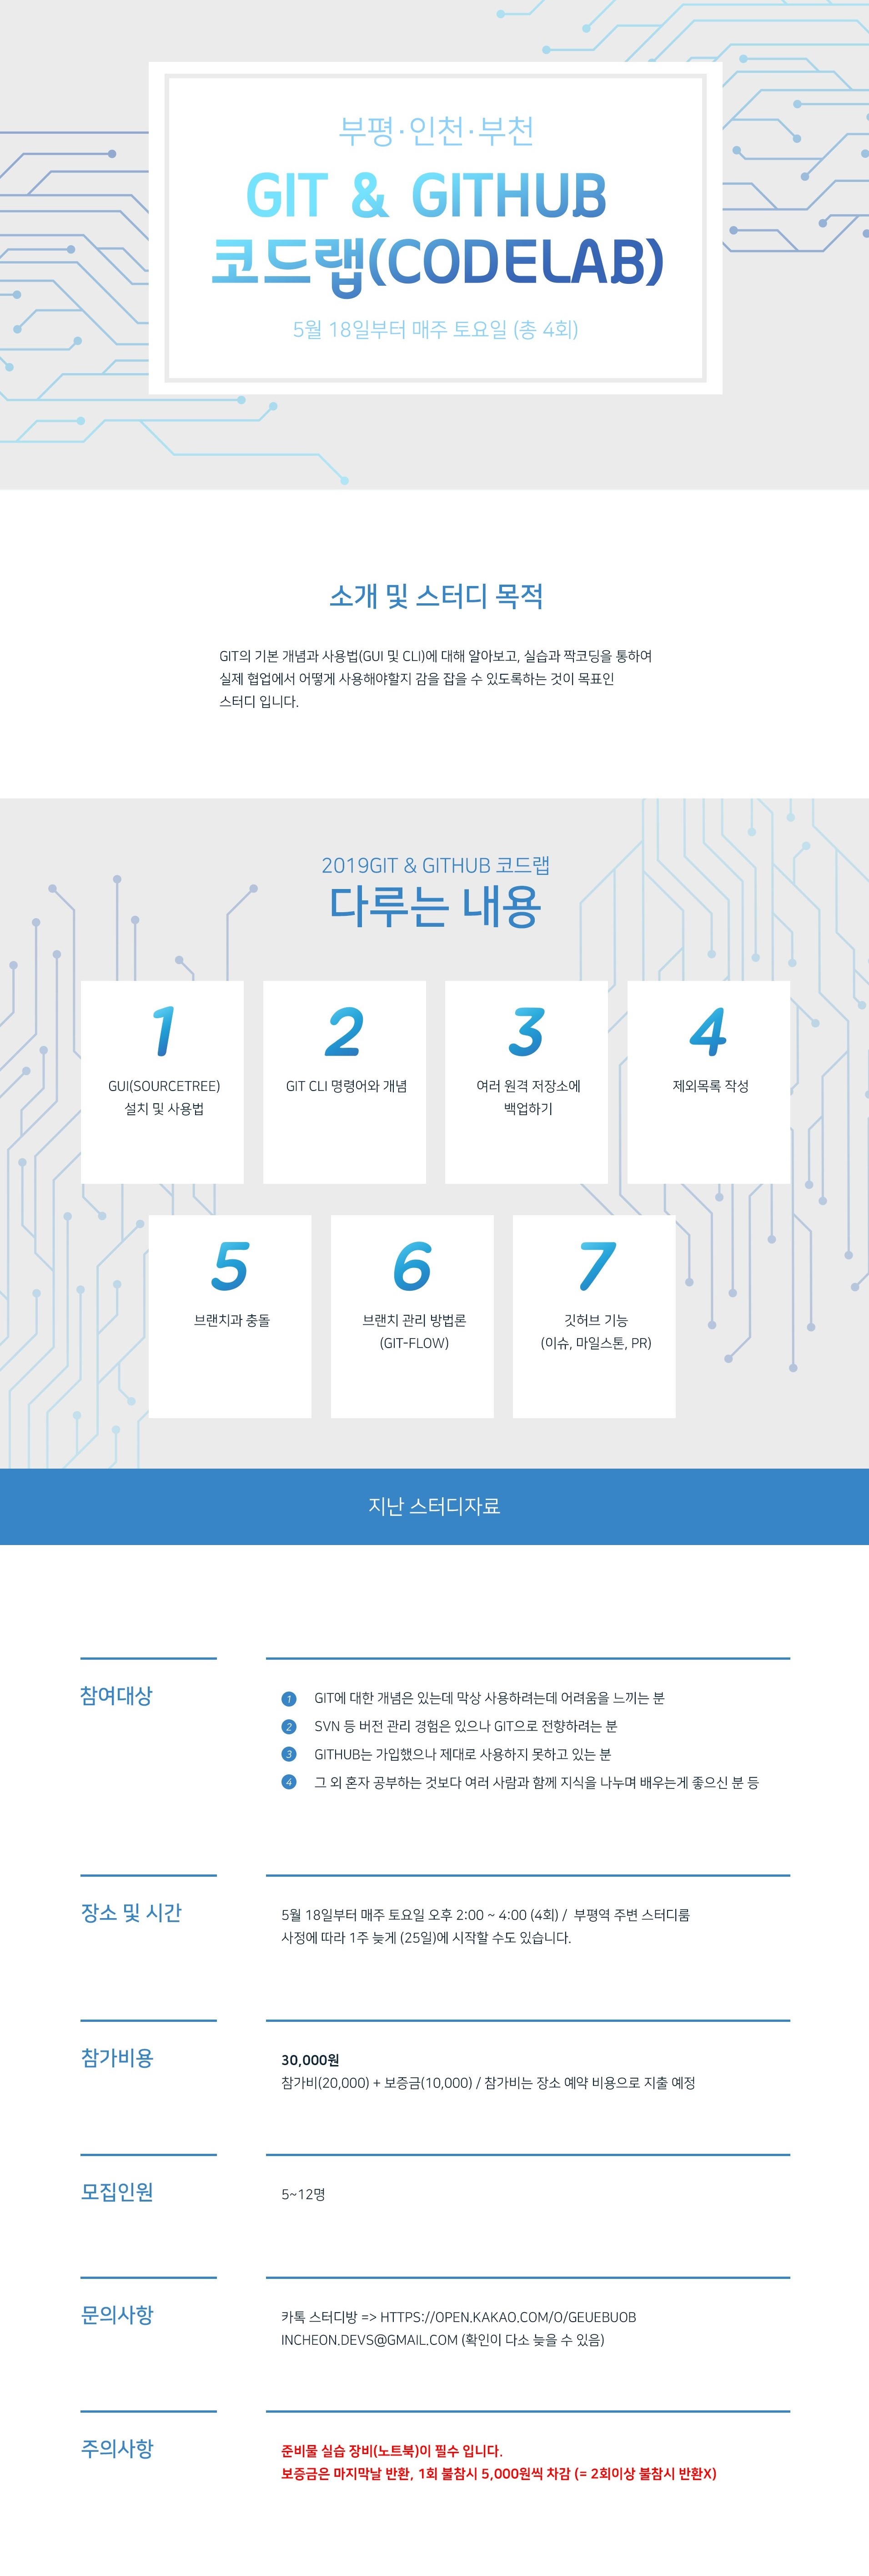 부평·인천·부천
GIT & GITHUB
코드랩(CODELAB)
5월 18일부터 매주 토요일 (총 4회)
소개 및 스터디 목적
GIT의 기본 개념과 사용법(GUI 및 CLI)에 대해 알아보고, 실습과 짝코딩을 통하여
실제 협업에서 어떻게 사용해야할지 감을 잡을 수 있도록하는 것이 목표인
스터디 입니다.
2019GIT & GITHUB 코드랩
다루는 내용
1
GUI(SOURCETREE)
설치 및 사용법
2
GIT CLI 명령어와 개념
3
여러 원격 저장소에
백업하기
4
제외목록 작성
5
브랜치과 충돌
6
브랜치 관리 방법론
(GIT-FLOW)
7
깃허브 기능
(이슈, 마일스톤, PR)
지난 스터디자료
참여대상
1 GIT에 대한 개념은 있는데 막상 사용하려는데 어려움을 느끼는 분
2 SVN 등 버전 관리 경험은 있으나 GIT으로 전향하려는 분
3 GITHUB는 가입했으나 제대로 사용하지 못하고 있는 분
4 그 외 혼자 공부하는 것보다 여러 사람과 함께 지식을 나누며 배우는게 좋으신 분 등
장소 및 시간
5월 18일부터 매주 토요일 오후 2:00 ~ 4:00 (4회) / 부평역 주변 스터디룸
사정에 따라 1주 늦게 (25일)에 시작할 수도 있습니다.
참가비용
30,000원
참가비(20,000) + 보증금(10,000) / 참가비는 장소 예약 비용으로 지출 예정
모집인원
5~12명
문의사항
카톡 스터디방 => HTTPS://OPEN.KAKAO.COM/O/GEUEBUOB
INCHEON.DEVS@GMAIL.COM (확인이 다소 늦을 수 있음)
주의사항
준비물 실습 장비(노트북)이 필수 입니다.
보증금은 마지막날 반환, 1회 불참시 5,000원씩 차감 (= 2회이상 불참시 반환X)